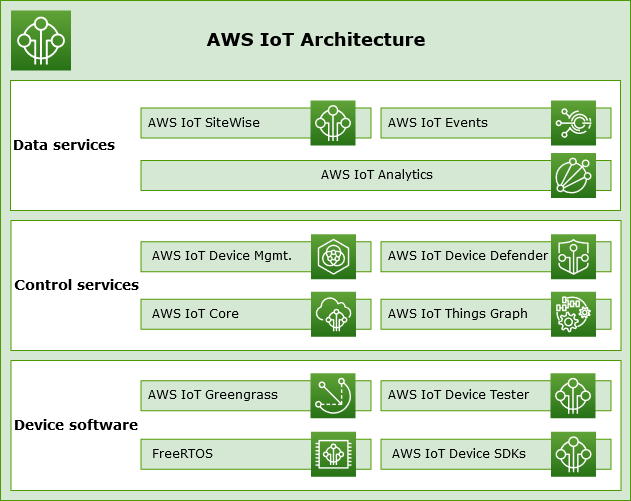 AWS IoT Architecture
Data services
AWS IoT SiteWise
AWS IoT Events
AWS IoT Analytics
Control services
AWS IoT Device Mgmt.
AWS IoT Device Defender
AWS IoT Core
AWS IoT Things Graph
Device software
AWS IoT Greengrass
AWS IoT Device Tester
FreeRTOS
AWS IoT Device SDKs